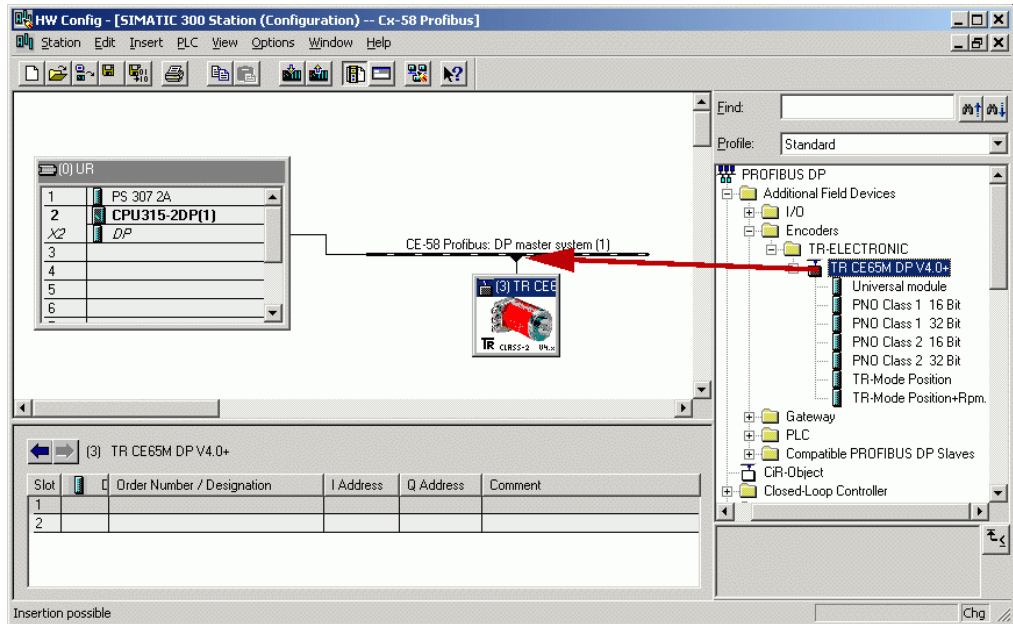 HW Config - [SIMATIC 300 Station (Configuration) -- Cx-58 Profibus]
Station Edit Insert PLC View Options Window Help
(0) UR
1 PS 307 2A
2 CPU315-2DP(1)
X2 DP
3
4
5
6
CE-58 Profibus: DP master system (1)
(3) TR CE6
TR CLASS-2 V4.x
Find:
Profile: Standard
PROFIBUS DP
Additional Field Devices
I/O
Encoders
TR-ELECTRONIC
TR CE65M DP V4.0+
Universal module
PNO Class 1 16 Bit
PNO Class 1 32 Bit
PNO Class 2 16 Bit
PNO Class 2 32 Bit
TR-Mode Position
TR-Mode Position+Rpm.
Gateway
PLC
Compatible PROFIBUS DP Slaves
CiR-Object
Closed-Loop Controller
(3) TR CE65M DP V4.0+
Slot D Order Number / Designation I Address Q Address Comment
1
2
Insertion possible
Chg